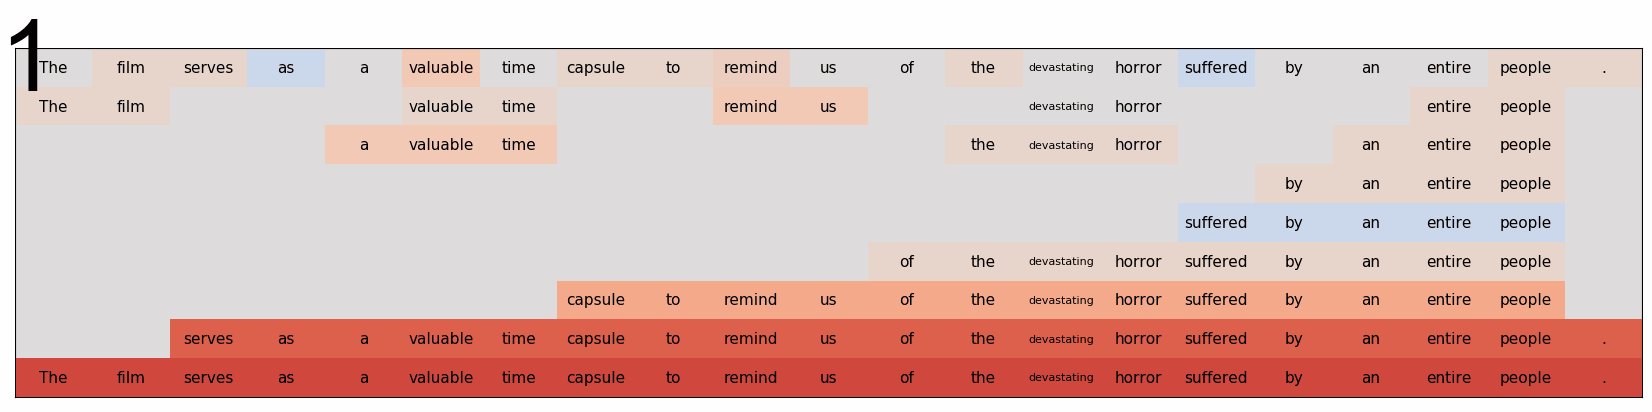 1
The film serves as a valuable time capsule to remind us of the devastating horror suffered by an entire people .
The film valuable time remind us devastating horror entire people
a valuable time the devastating horror an entire people
by an entire people
suffered by an entire people
of the devastating horror suffered by an entire people
capsule to remind us of the devastating horror suffered by an entire people
serves as a valuable time capsule to remind us of the devastating horror suffered by an entire people .
The film serves as a valuable time capsule to remind us of the devastating horror suffered by an entire people .